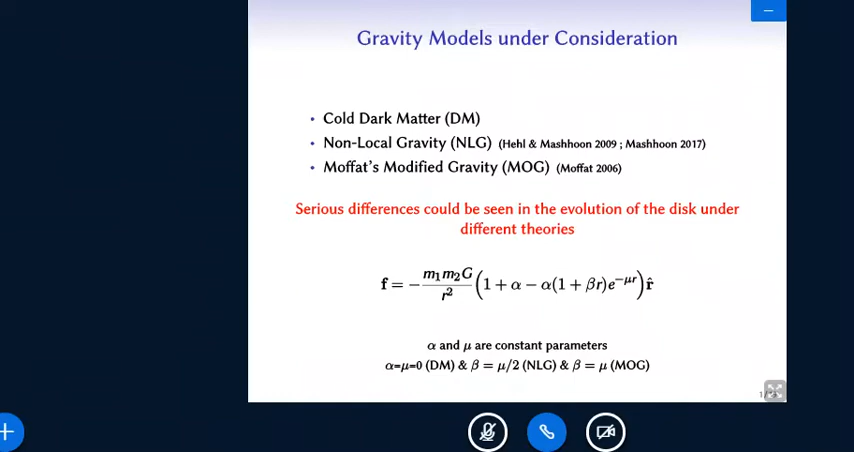 Gravity Models under Consideration
• Cold Dark Matter (DM)
• Non-Local Gravity (NLG) (Hehl & Mashhoon 2009 ; Mashhoon 2017)
• Moffat's Modified Gravity (MOG) (Moffat 2006)
Serious differences could be seen in the evolution of the disk under
different theories
f = − m₁m₂G / r² (1 + α − α(1 + βr)e^−μr) r̂
α and μ are constant parameters
α=μ=0 (DM) & β = μ/2 (NLG) & β = μ (MOG)